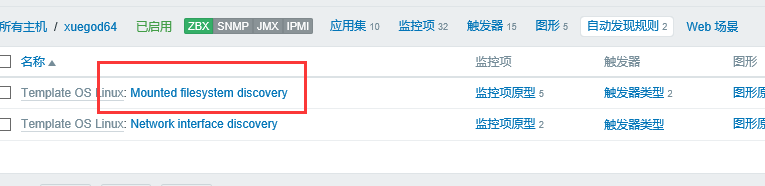 所有主机 / xuegod64 已启用 ZBX SNMP JMX IPMI 应用集 10 监控项 32 触发器 15 图形 5 自动发现规则 2 Web 场景
名称 监控项 触发器 图形
Template OS Linux: Mounted filesystem discovery 监控项原型 5 触发器类型 2 图形原
Template OS Linux: Network interface discovery 监控项原型 2 触发器类型 图形原